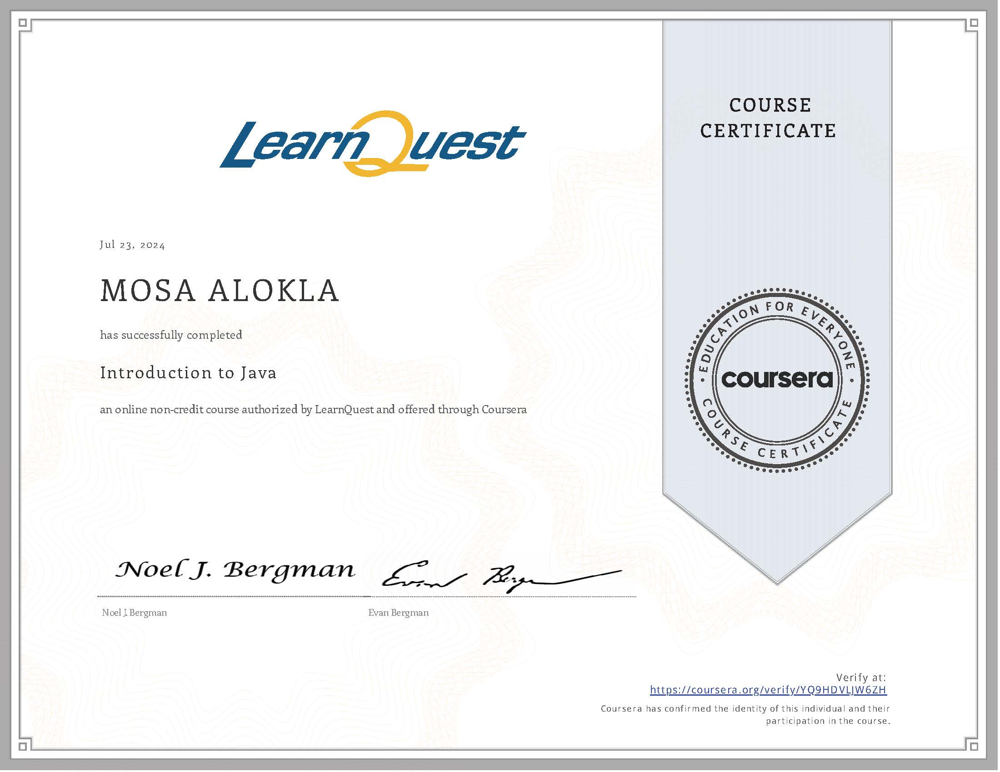 LearnQuest
COURSE
CERTIFICATE
Jul 23, 2024
MOSA ALOKLA
has successfully completed
Introduction to Java
an online non-credit course authorized by LearnQuest and offered through Coursera
EDUCATION FOR EVERYONE
coursera
COURSE CERTIFICATE
Noel J. Bergman
Evan Bergman
Noel J. Bergman
Evan Bergman
Verify at:
https://coursera.org/verify/YQ9HDVLJW6ZH
Coursera has confirmed the identity of this individual and their
participation in the course.